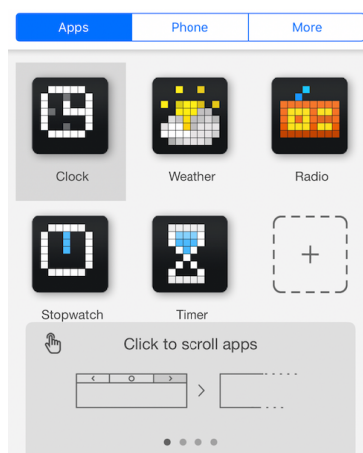 Apps Phone More
Clock Weather Radio
Stopwatch Timer
Click to scroll apps